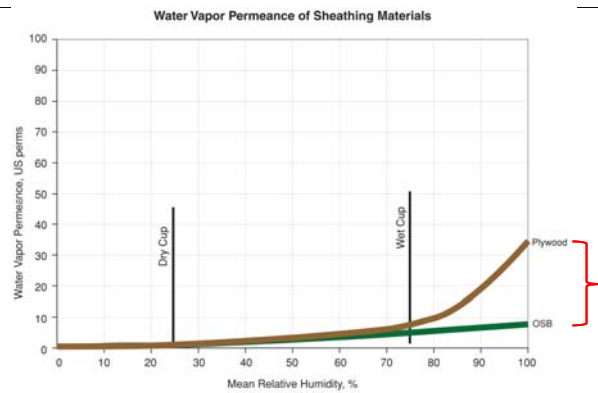 Water Vapor Permeance of Sheathing Materials
100
90
80
70
60
50
40
30
20
10
0
Water Vapor Permeance, US perms
Dry Cup
Wet Cup
Plywood
OSB
0 10 20 30 40 50 60 70 80 90 100
Mean Relative Humidity, %